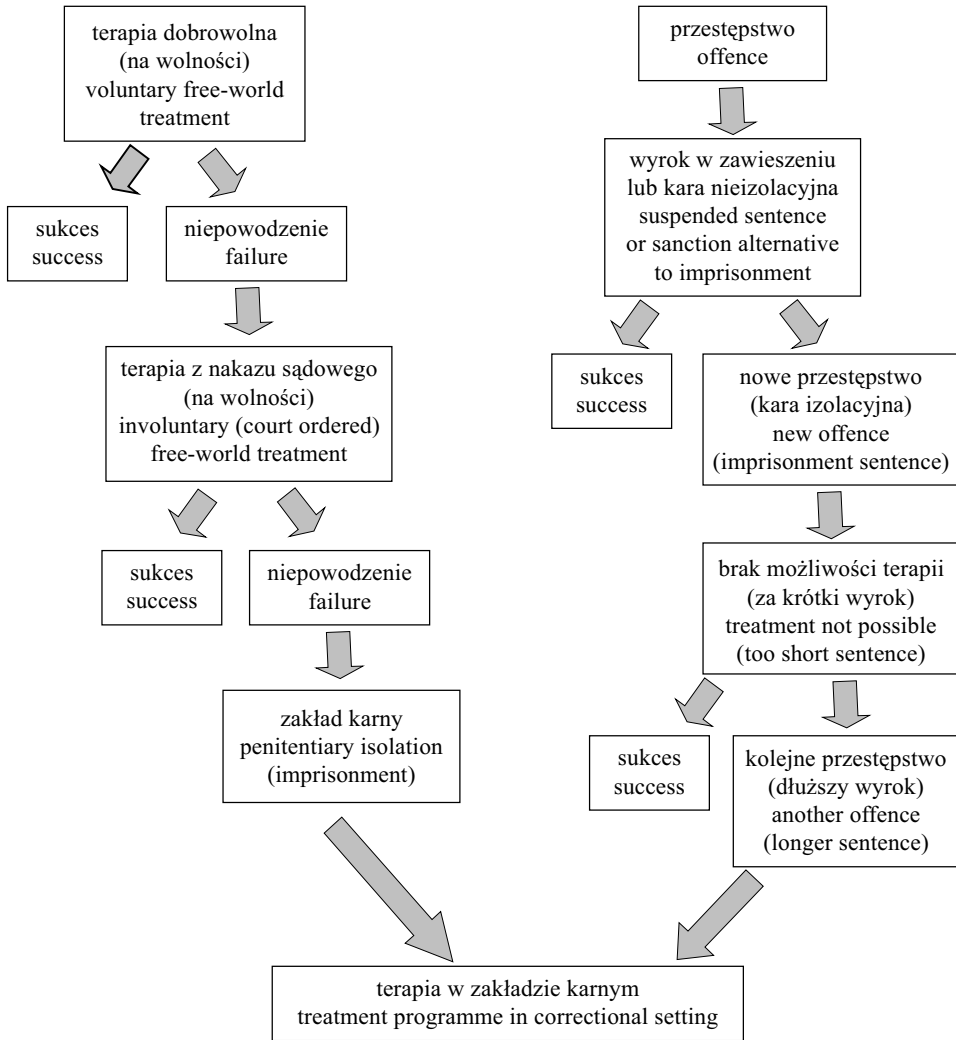 terapia dobrowolna
(na wolności)
voluntary free-world
treatment
sukces
success
niepowodzenie
failure
terapia z nakazu sądowego
(na wolności)
involuntary (court ordered)
free-world treatment
sukces
success
niepowodzenie
failure
zakład karny
penitentiary isolation
(imprisonment)
przestępstwo
offence
wyrok w zawieszeniu
lub kara nieizolacyjna
suspended sentence
or sanction alternative
to imprisonment
sukces
success
nowe przestępstwo
(kara izolacyjna)
new offence
(imprisonment sentence)
brak możliwości terapii
(za krótki wyrok)
treatment not possible
(too short sentence)
sukces
success
kolejne przestępstwo
(dłuższy wyrok)
another offence
(longer sentence)
terapia w zakładzie karnym
treatment programme in correctional setting